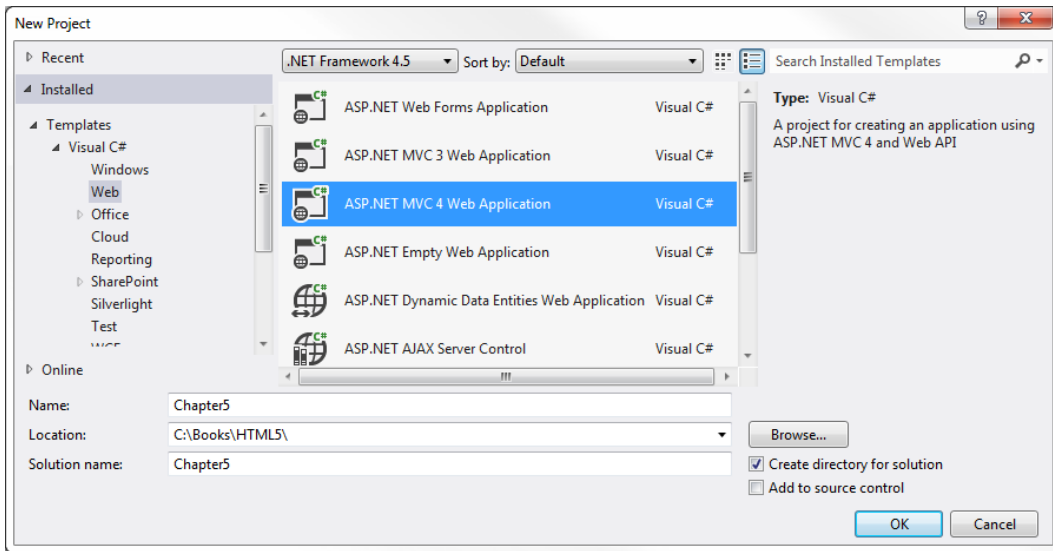 New Project
Recent
Installed
Templates
Visual C#
Windows
Web
Office
Cloud
Reporting
SharePoint
Silverlight
Test
Online
.NET Framework 4.5
Sort by: Default
Search Installed Templates
ASP.NET Web Forms Application Visual C#
ASP.NET MVC 3 Web Application Visual C#
ASP.NET MVC 4 Web Application Visual C#
ASP.NET Empty Web Application Visual C#
ASP.NET Dynamic Data Entities Web Application Visual C#
ASP.NET AJAX Server Control Visual C#
Type: Visual C#
A project for creating an application using
ASP.NET MVC 4 and Web API
Name: Chapter5
Location: C:\Books\HTML5\
Browse...
Solution name: Chapter5
Create directory for solution
Add to source control
OK
Cancel